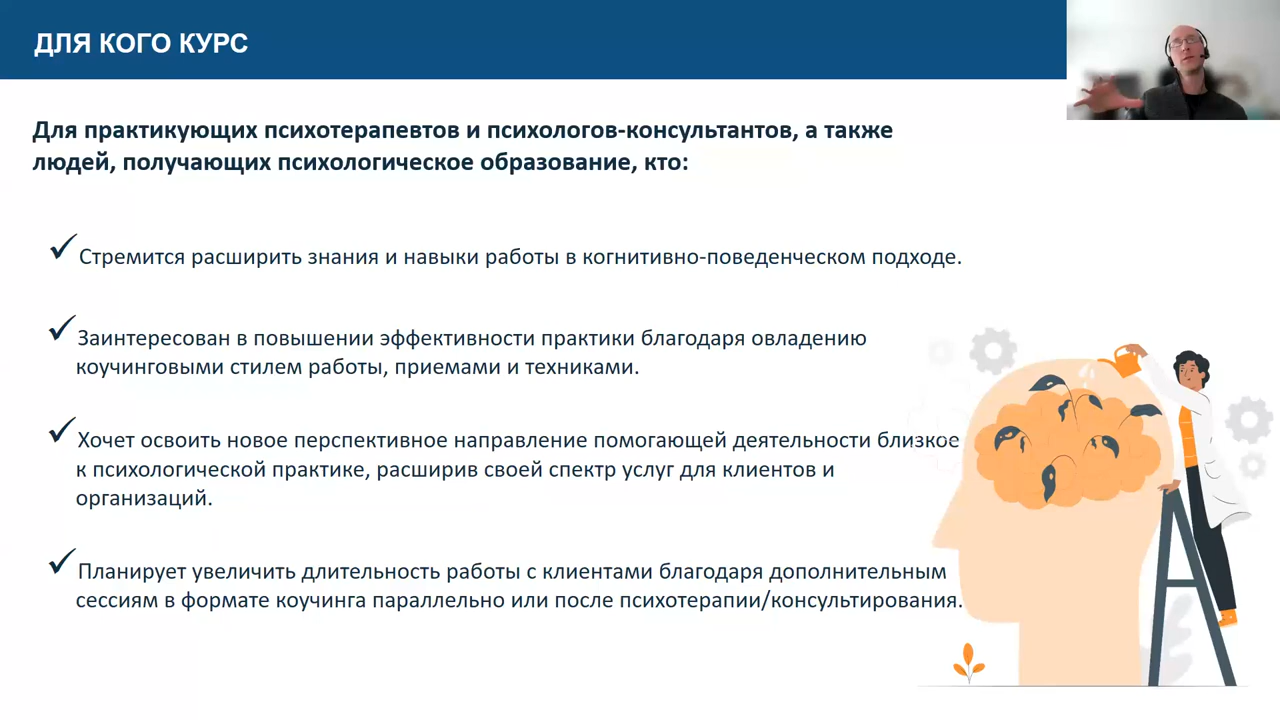 ДЛЯ КОГО КУРС
Для практикующих психотерапевтов и психологов-консультантов, а также
людей, получающих психологическое образование, кто:
Стремится расширить знания и навыки работы в когнитивно-поведенческом подходе.
Заинтересован в повышении эффективности практики благодаря овладению
коучинговыми стилем работы, приемами и техниками.
Хочет освоить новое перспективное направление помогающей деятельности близкое
к психологической практике, расширив своей спектр услуг для клиентов и
организаций.
Планирует увеличить длительность работы с клиентами благодаря дополнительным
сессиям в формате коучинга параллельно или после психотерапии/консультирования.